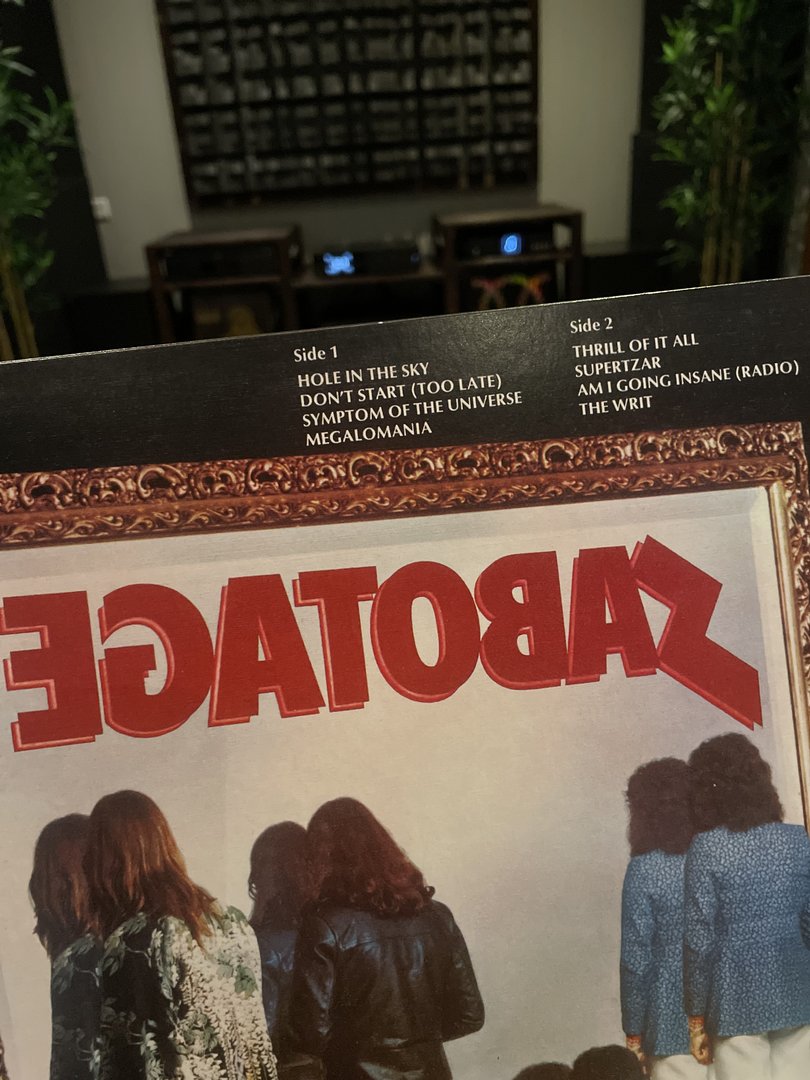 Side 1
HOLE IN THE SKY
DON'T START (TOO LATE)
SYMPTOM OF THE UNIVERSE
MEGALOMANIA
Side 2
THRILL OF IT ALL
SUPERTZAR
AM I GOING INSANE (RADIO)
THE WRIT
SABOTAGE